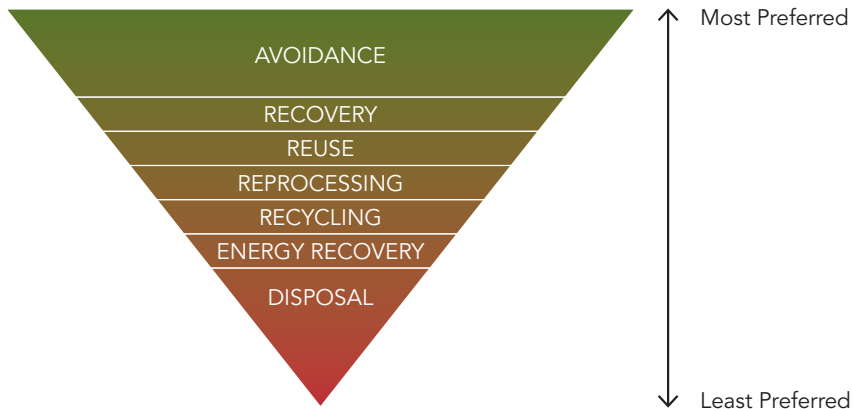 Most Preferred
AVOIDANCE
RECOVERY
REUSE
REPROCESSING
RECYCLING
ENERGY RECOVERY
DISPOSAL
Least Preferred